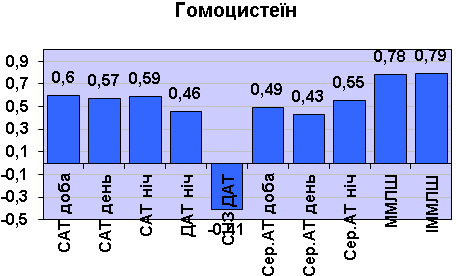 Гомоцистеїн
0,9
0,7
0,5
0,3
0,1
-0,1
-0,3
-0,5
0,6
0,57
0,59
0,46
-0,41
0,49
0,43
0,55
0,78
0,79
САТ доба
САТ день
САТ ніч
ДАТ ніч
СНЗ ДАТ
Сер.АТ доба
Сер.АТ день
Сер.АТ ніч
ММЛШ
ІММЛШ